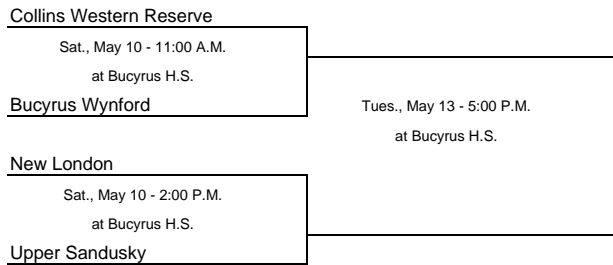 Collins Western Reserve
Sat., May 10 - 11:00 A.M.
at Bucyrus H.S.
Bucyrus Wynford
Tues., May 13 - 5:00 P.M.
at Bucyrus H.S.
New London
Sat., May 10 - 2:00 P.M.
at Bucyrus H.S.
Upper Sandusky